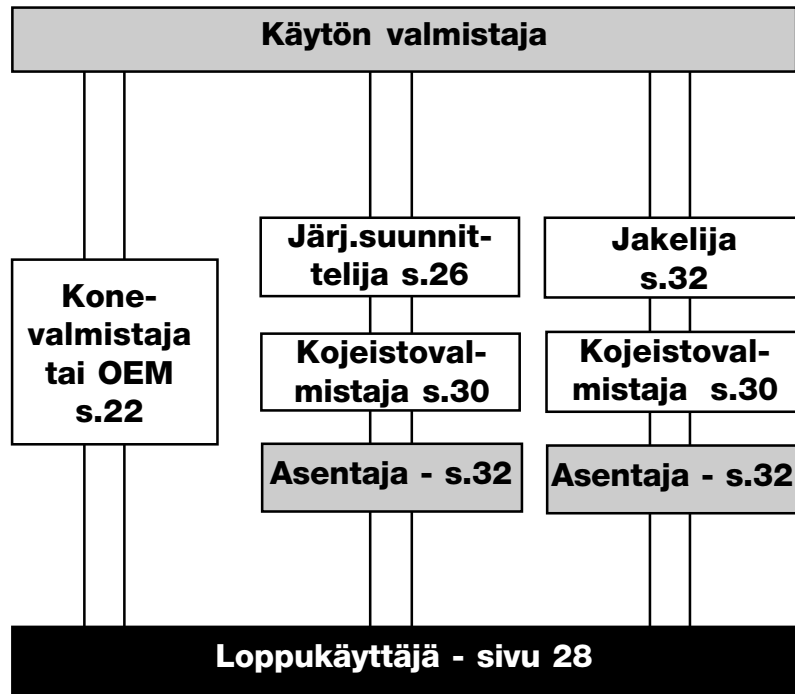 Käytön valmistaja
Kone-
valmistaja
tai OEM
s.22
Järj.suunnit-
telija s.26
Kojeistoval-
mistaja s.30
Asentaja - s.32
Jakelija
s.32
Kojeistoval-
mistaja s.30
Asentaja - s.32
Loppukäyttäjä - sivu 28